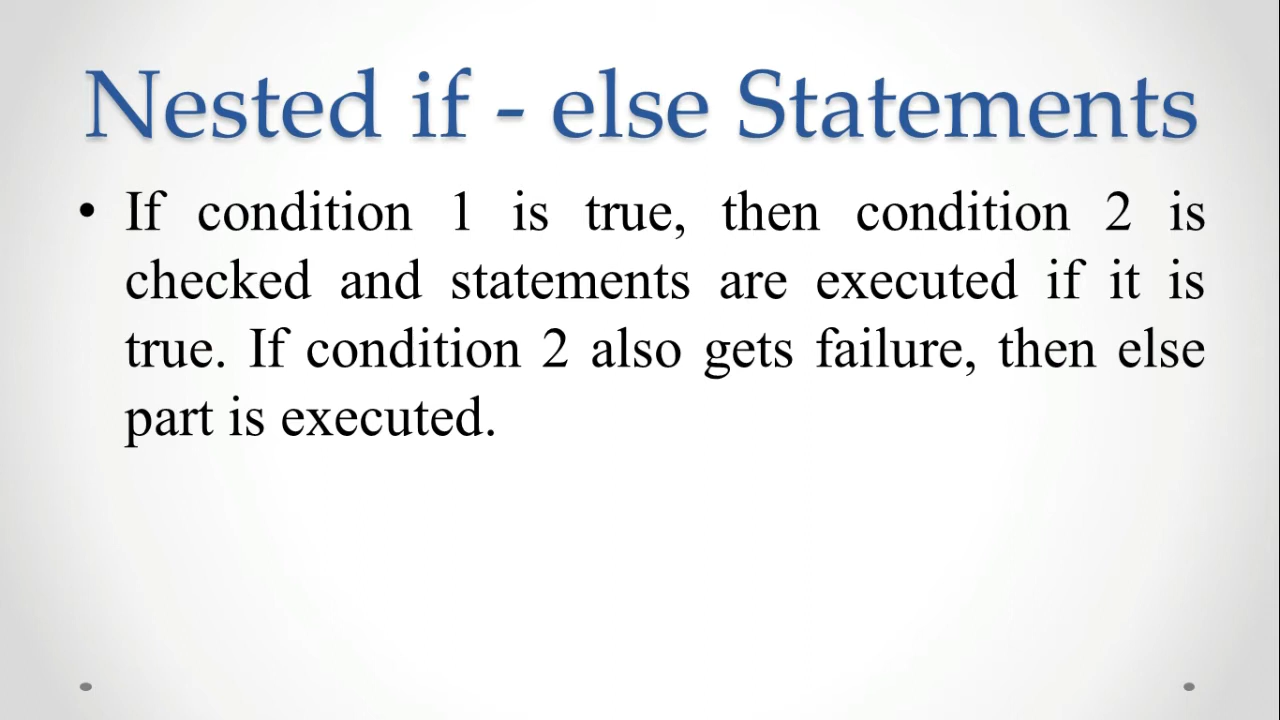 Nested if - else Statements
• If condition 1 is true, then condition 2 is
checked and statements are executed if it is
true. If condition 2 also gets failure, then else
part is executed.